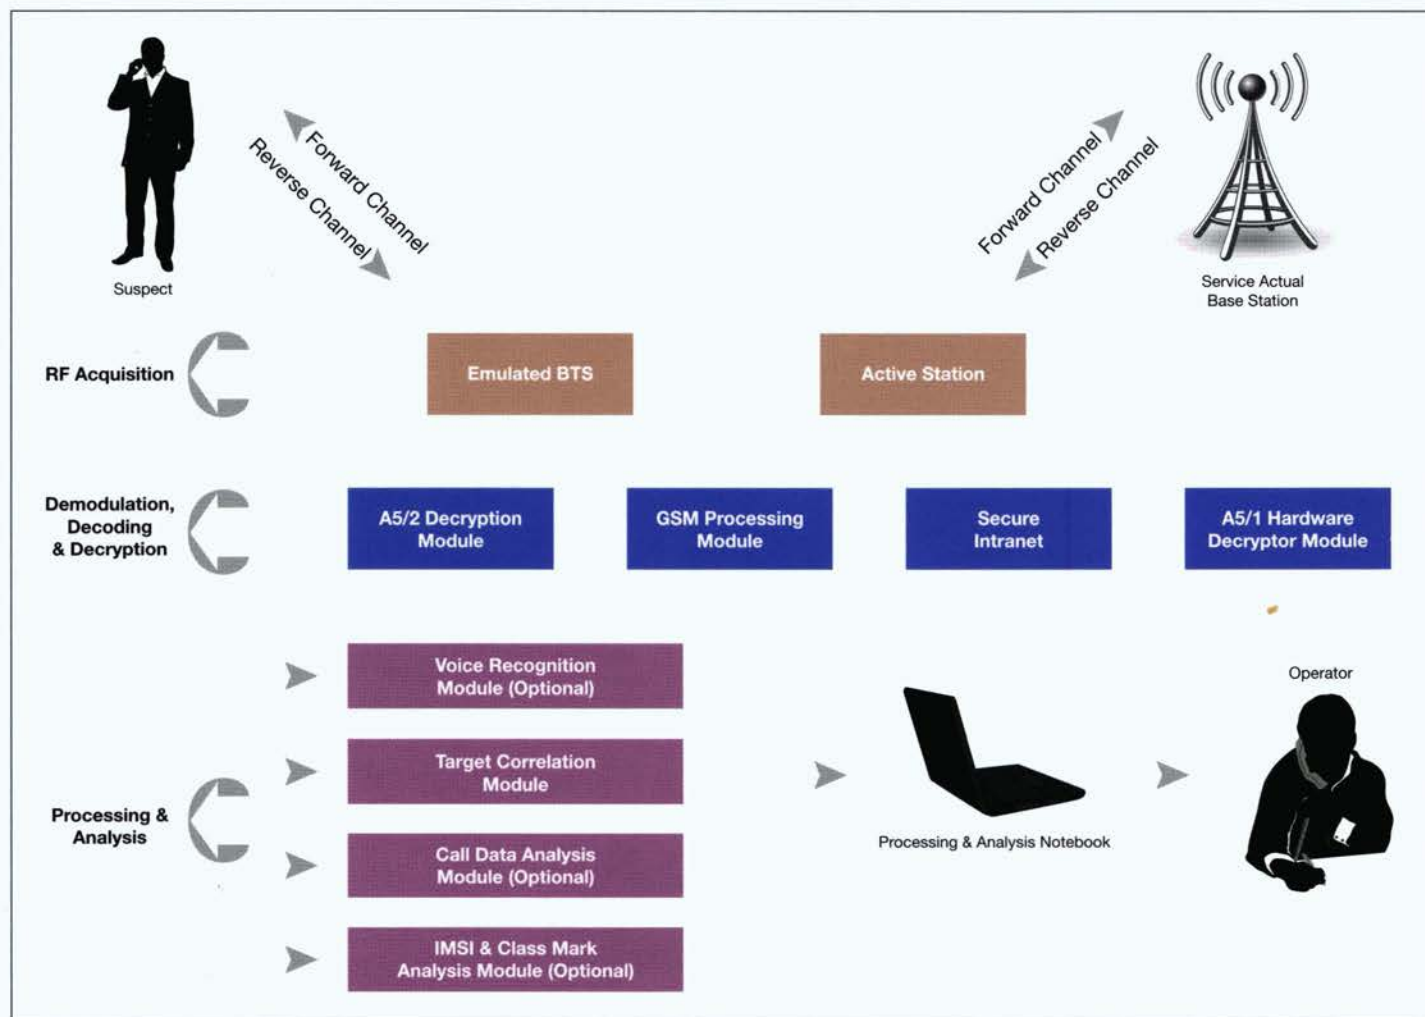 Forward Channel
Reverse Channel
Forward Channel
Reverse Channel
Suspect
Service Actual
Base Station
RF Acquisition
Emulated BTS
Active Station
Demodulation,
Decoding
& Decryption
A5/2 Decryption
Module
GSM Processing
Module
Secure
Intranet
A5/1 Hardware
Decryptor Module
Processing &
Analysis
Voice Recognition
Module (Optional)
Target Correlation
Module
Call Data Analysis
Module (Optional)
IMSI & Class Mark
Analysis Module (Optional)
Processing & Analysis Notebook
Operator